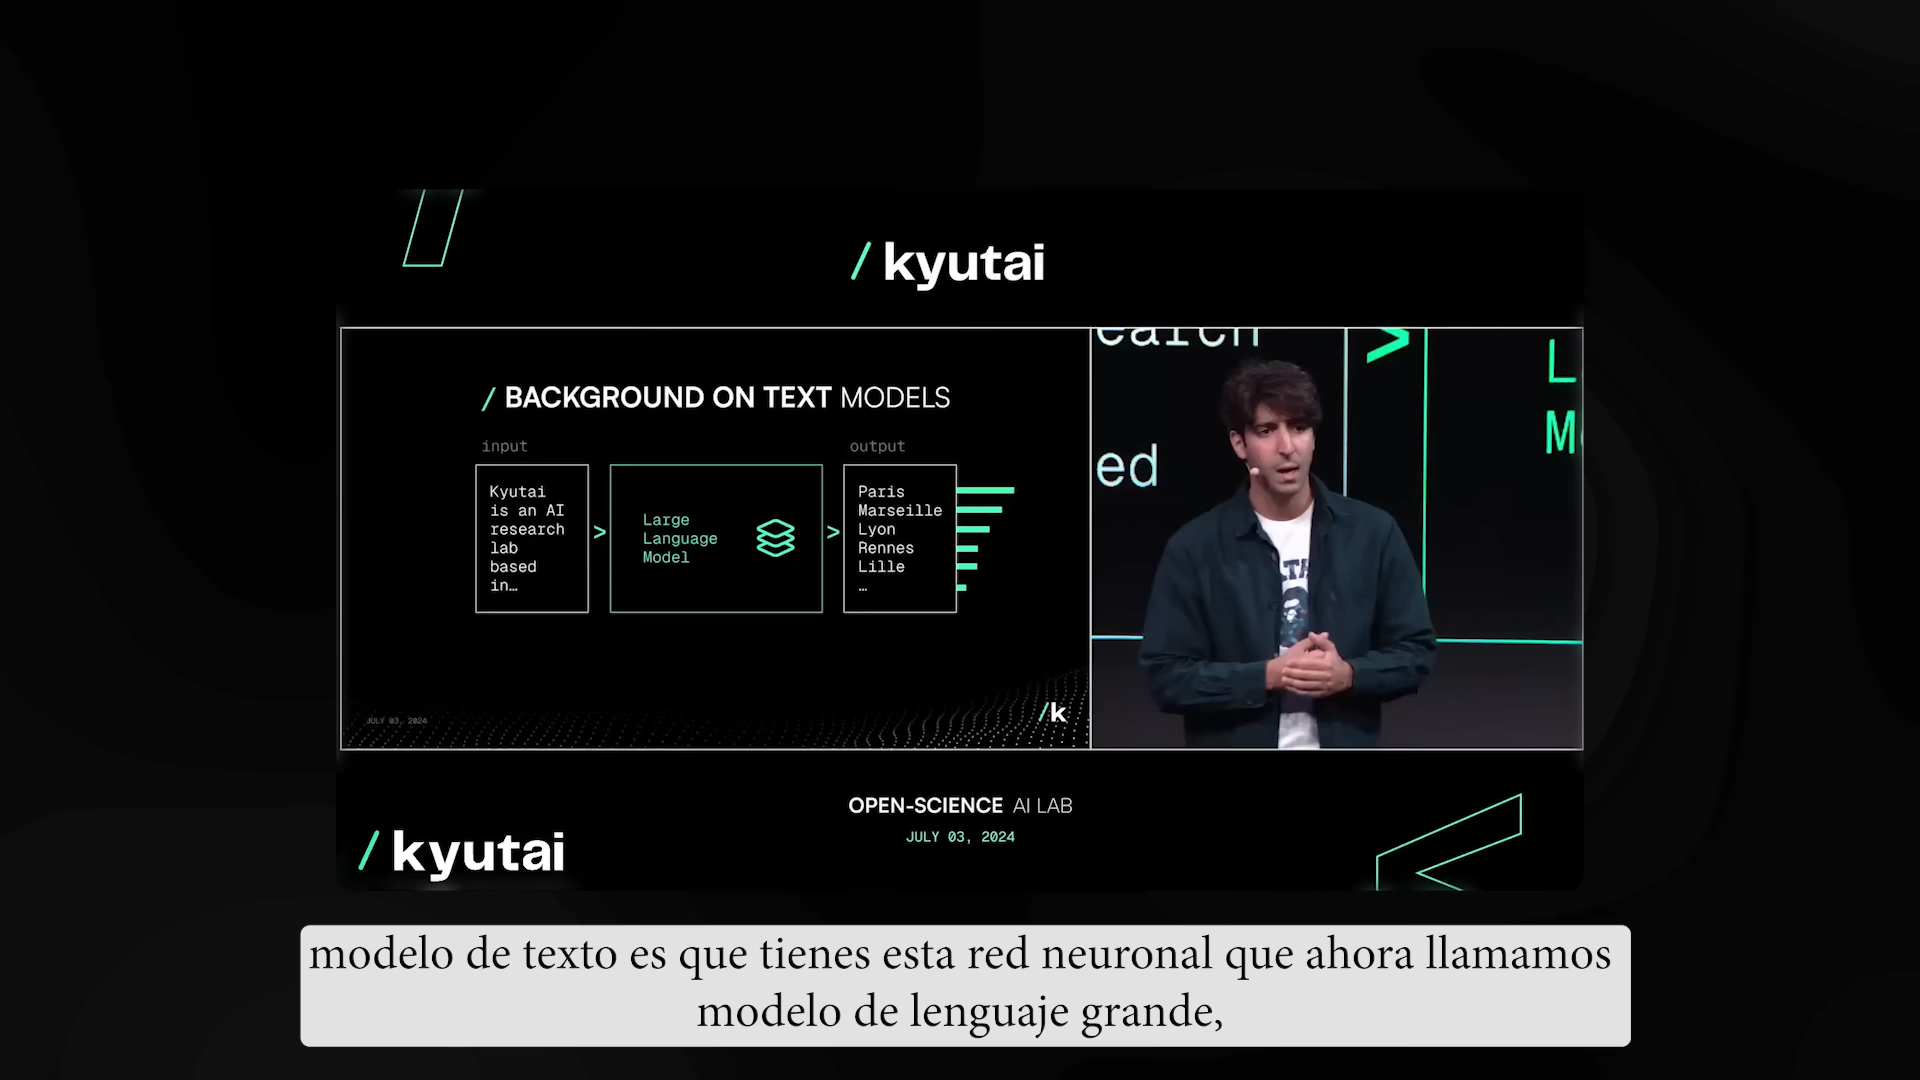 / kyutai
/ BACKGROUND ON TEXT MODELS
input
Kyutai
is an AI
research
lab
based
in…
>
Large
Language
Model
>
output
Paris
Marseille
Lyon
Rennes
Lille
…
JULY 03, 2024
/k
earch
>
ed
L
M
OPEN-SCIENCE AI LAB
JULY 03, 2024
/ kyutai
modelo de texto es que tienes esta red neuronal que ahora llamamos
modelo de lenguaje grande,